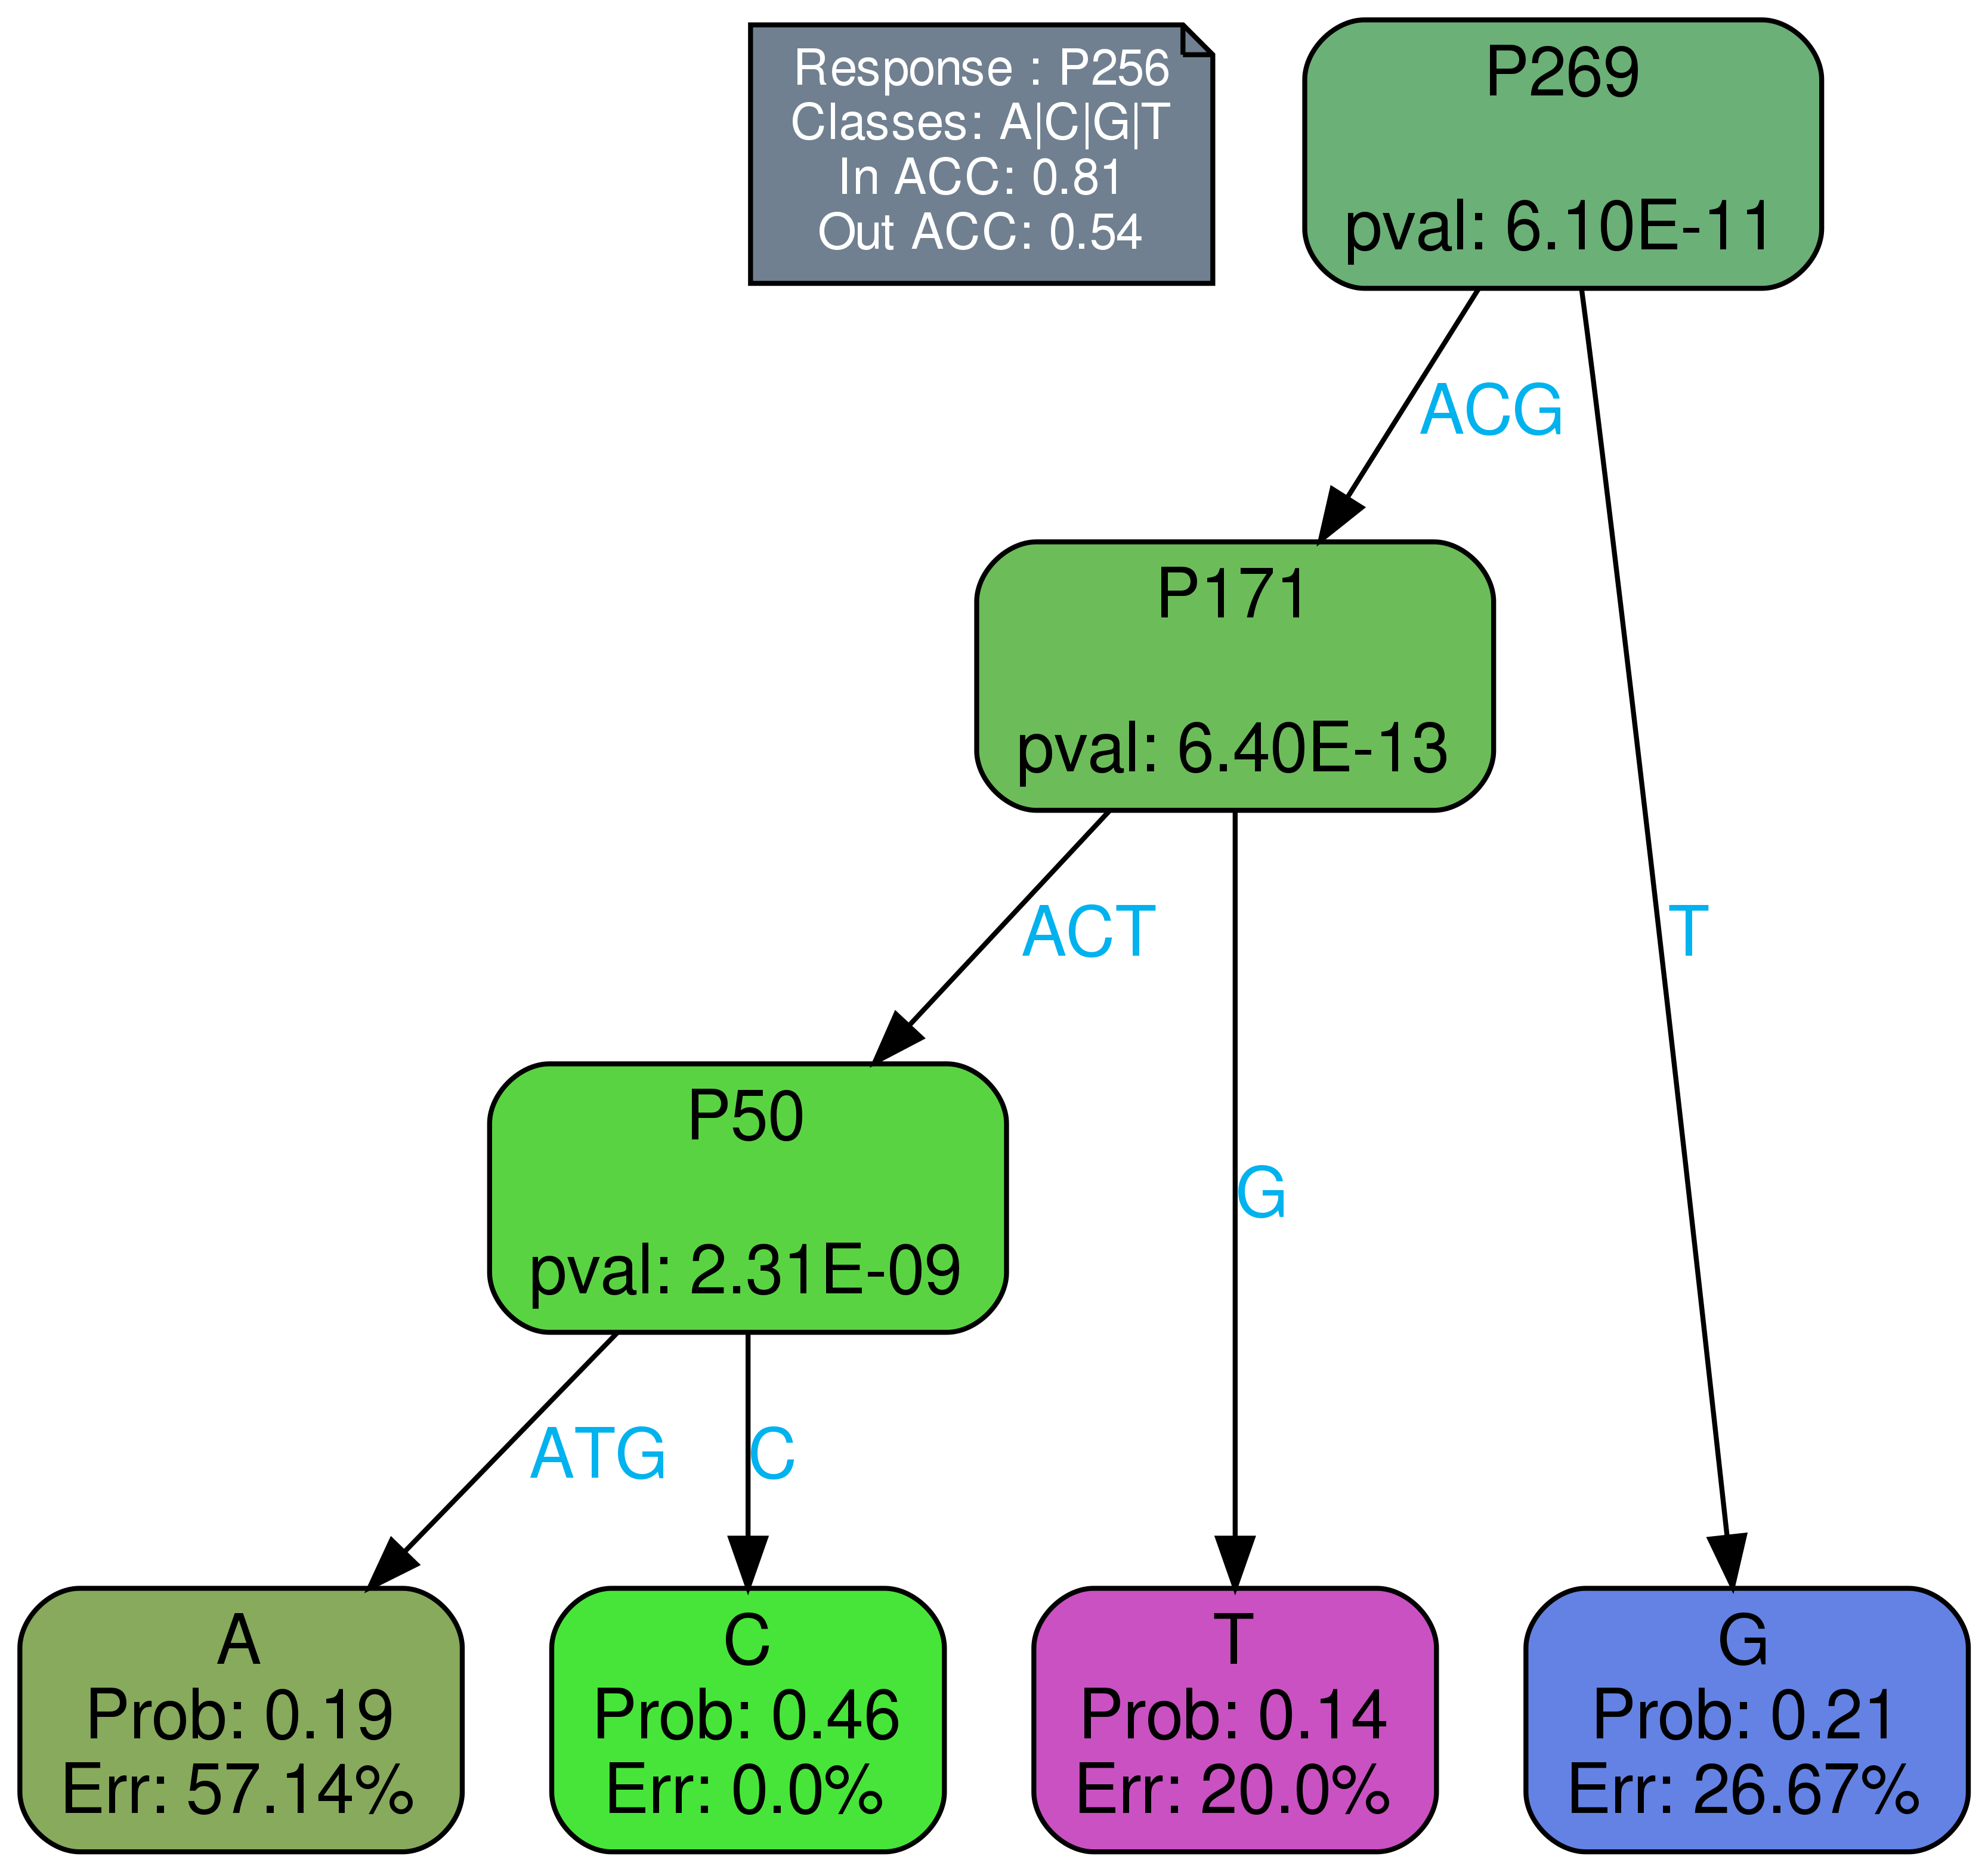 Response : P256
Classes: A|C|G|T
In ACC: 0.81
Out ACC: 0.54
P269
pval: 6.10E-11
ACG
P171
pval: 6.40E-13
ACT
T
P50
pval: 2.31E-09
G
ATG
C
A
Prob: 0.19
Err: 57.14%
C
Prob: 0.46
Err: 0.0%
T
Prob: 0.14
Err: 20.0%
G
Prob: 0.21
Err: 26.67%